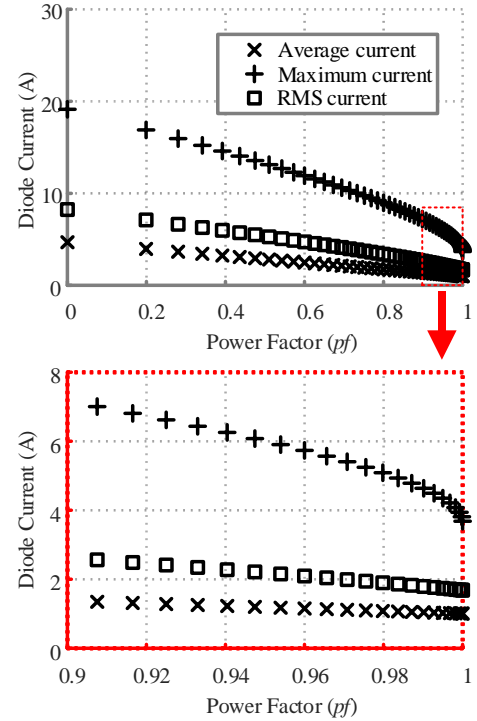 30
Average current
Maximum current
RMS current
20
10
0
Diode Current (A)
0 0.2 0.4 0.6 0.8 1
Power Factor (pf)
8
6
4
2
0
Diode Current (A)
0.9 0.92 0.94 0.96 0.98 1
Power Factor (pf)